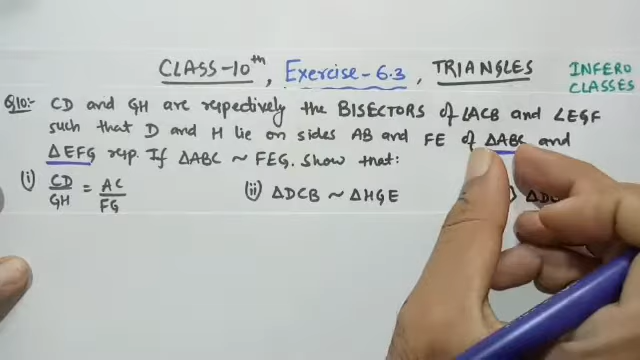 CLASS-10th, Exercise-6.3, TRIANGLES
INFERO CLASSES
Q10:- CD and GH are respectively the BISECTORS of ∠ACB and ∠EGF
such that D and H lie on sides AB and FE of ΔABC and
ΔEFG resp. If ΔABC ~ FEG. Show that:
(i) CD/GH = AC/FG (ii) ΔDCB ~ ΔHGE